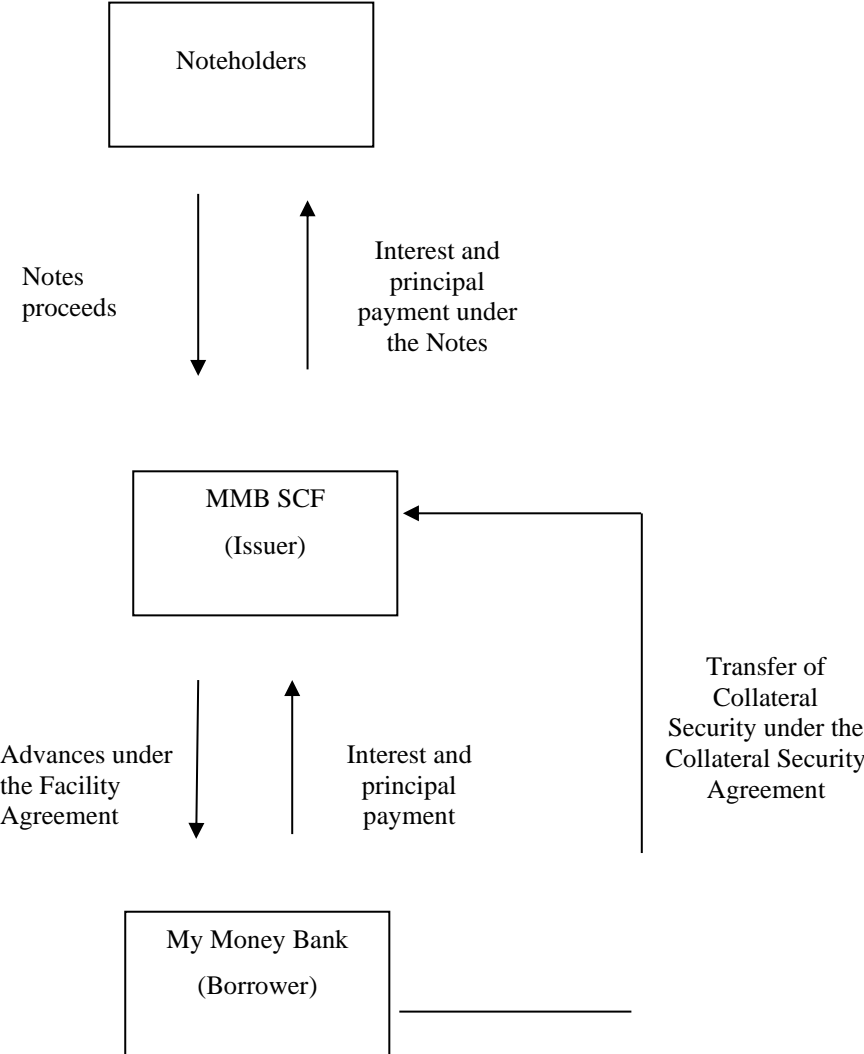 Noteholders
Notes
proceeds
Interest and
principal
payment under
the Notes
MMB SCF
(Issuer)
Advances under
the Facility
Agreement
Interest and
principal
payment
Transfer of
Collateral
Security under the
Collateral Security
Agreement
My Money Bank
(Borrower)